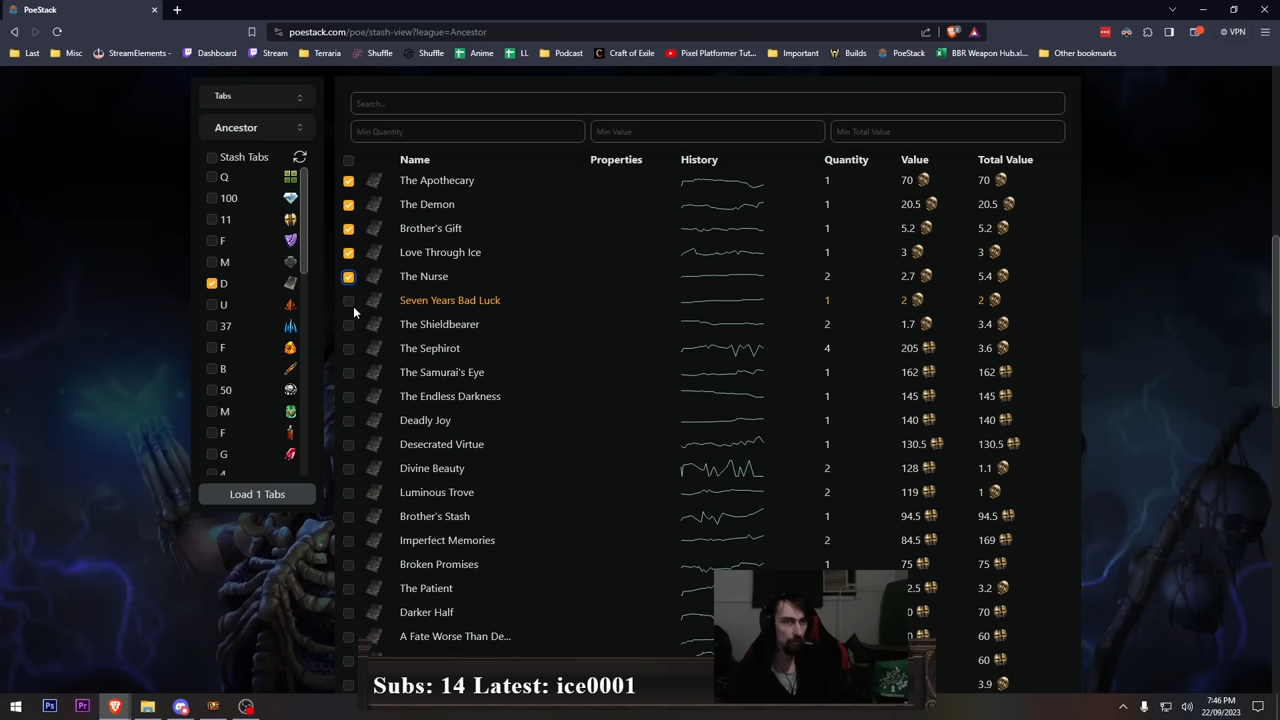 PoeStack
poestack.com/poe/stash-view?league=Ancestor
VPN
Last Misc StreamElements Dashboard Stream Terraria Shuffle Shuffle Anime LL Podcast Craft of Exile Pixel Platformer Tut... Important Builds PoeStack BBR Weapon Hub.xl... Other bookmarks
Tabs
Ancestor
Stash Tabs
Q
100
11
F
M
D
U
37
F
B
50
M
F
G
Load 1 Tabs
Search...
Min Quantity Min Value Min Total Value
Name Properties History Quantity Value Total Value
The Apothecary 1 70 70
The Demon 1 20.5 20.5
Brother's Gift 1 5.2 5.2
Love Through Ice 1 3 3
The Nurse 2 2.7 5.4
Seven Years Bad Luck 1 2 2
The Shieldbearer 2 1.7 3.4
The Sephirot 4 205 3.6
The Samurai's Eye 1 162 162
The Endless Darkness 1 145 145
Deadly Joy 1 140 140
Desecrated Virtue 1 130.5 130.5
Divine Beauty 2 128 1.1
Luminous Trove 2 119 1
Brother's Stash 1 94.5 94.5
Imperfect Memories 2 84.5 169
Broken Promises 1 75 75
The Patient 2.5 3.2
Darker Half 0 70
A Fate Worse Than De... 60
60
3.9
Subs: 14 Latest: ice0001
7:46 PM
22/09/2023